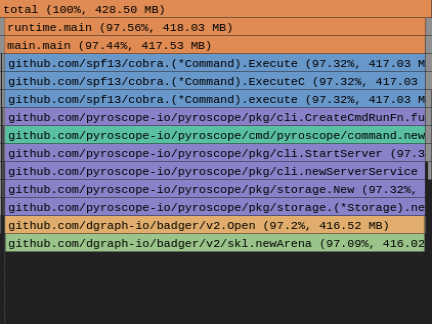 total (100%, 428.50 MB)
runtime.main (97.56%, 418.03 MB)
main.main (97.44%, 417.53 MB)
github.com/spf13/cobra.(*Command).Execute (97.32%, 417.03 M
github.com/spf13/cobra.(*Command).ExecuteC (97.32%, 417.03
github.com/spf13/cobra.(*Command).execute (97.32%, 417.03 M
github.com/pyroscope-io/pyroscope/pkg/cli.CreateCmdRunFn.fu
github.com/pyroscope-io/pyroscope/cmd/pyroscope/command.new
github.com/pyroscope-io/pyroscope/pkg/cli.StartServer (97.3
github.com/pyroscope-io/pyroscope/pkg/cli.newServerService
github.com/pyroscope-io/pyroscope/pkg/storage.New (97.32%,
github.com/pyroscope-io/pyroscope/pkg/storage.(*Storage).ne
github.com/dgraph-io/badger/v2.Open (97.2%, 416.52 MB)
github.com/dgraph-io/badger/v2/skl.newArena (97.09%, 416.02